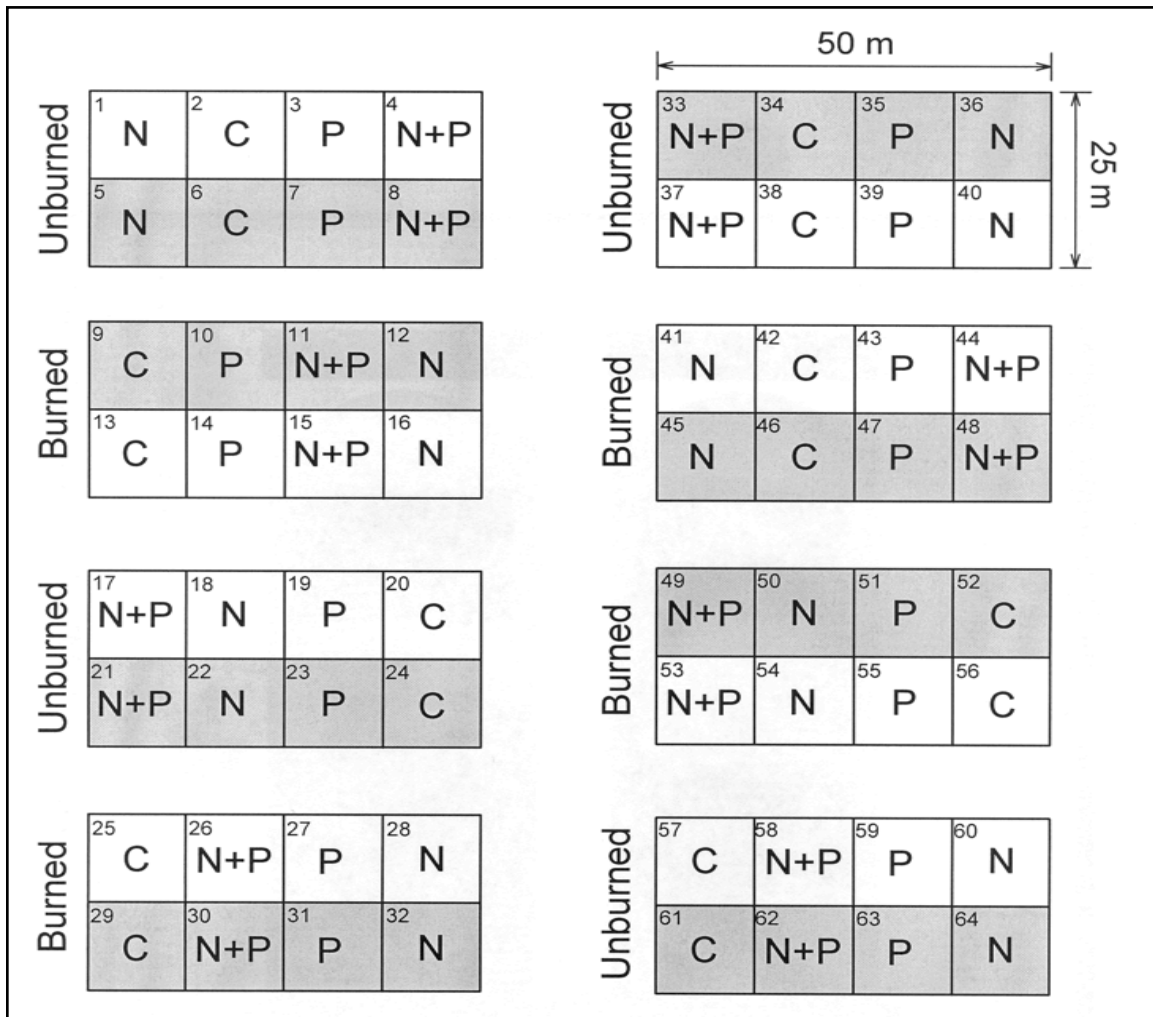 Unburned
1 2 3 4
N C P N+P
5 6 7 8
N C P N+P
Burned
9 10 11 12
C P N+P N
13 14 15 16
C P N+P N
Unburned
17 18 19 20
N+P N P C
21 22 23 24
N+P N P C
Burned
25 26 27 28
C N+P P N
29 30 31 32
C N+P P N
50 m
25 m
Unburned
33 34 35 36
N+P C P N
37 38 39 40
N+P C P N
Burned
41 42 43 44
N C P N+P
45 46 47 48
N C P N+P
Burned
49 50 51 52
N+P N P C
53 54 55 56
N+P N P C
Unburned
57 58 59 60
C N+P P N
61 62 63 64
C N+P P N